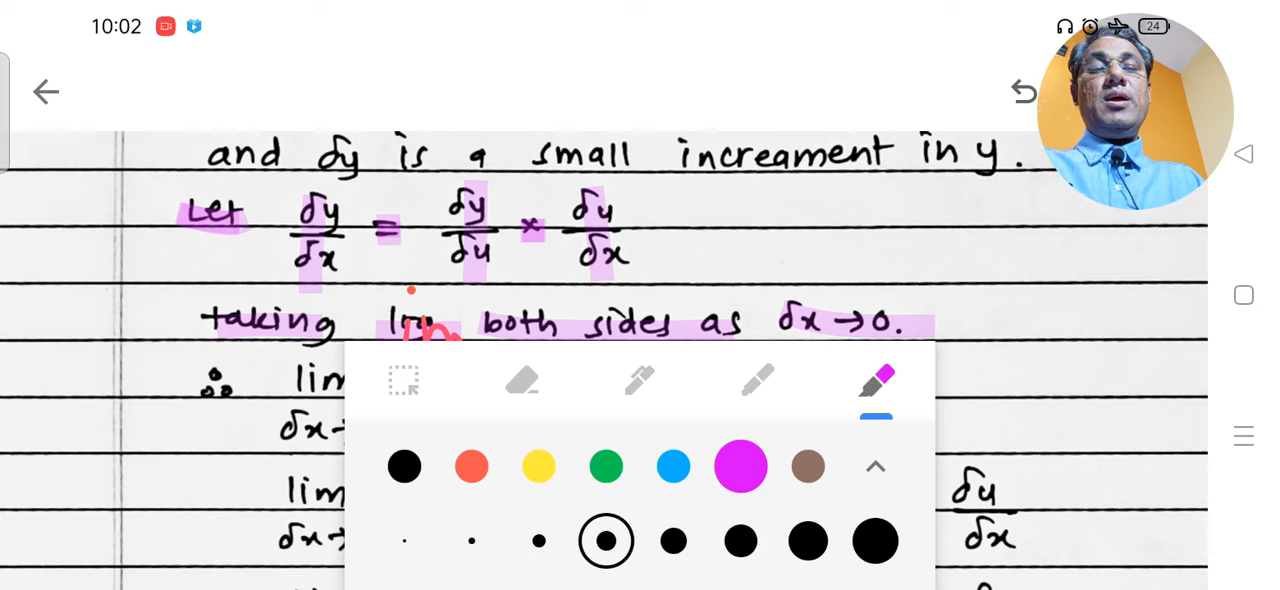 10:02 24
and δy is a small increament in y.
Let δy/δx = δy/δu × δu/δx
taking lim both sides as δx→0.
∴ lim
δx→
lim δu/δx
δx→